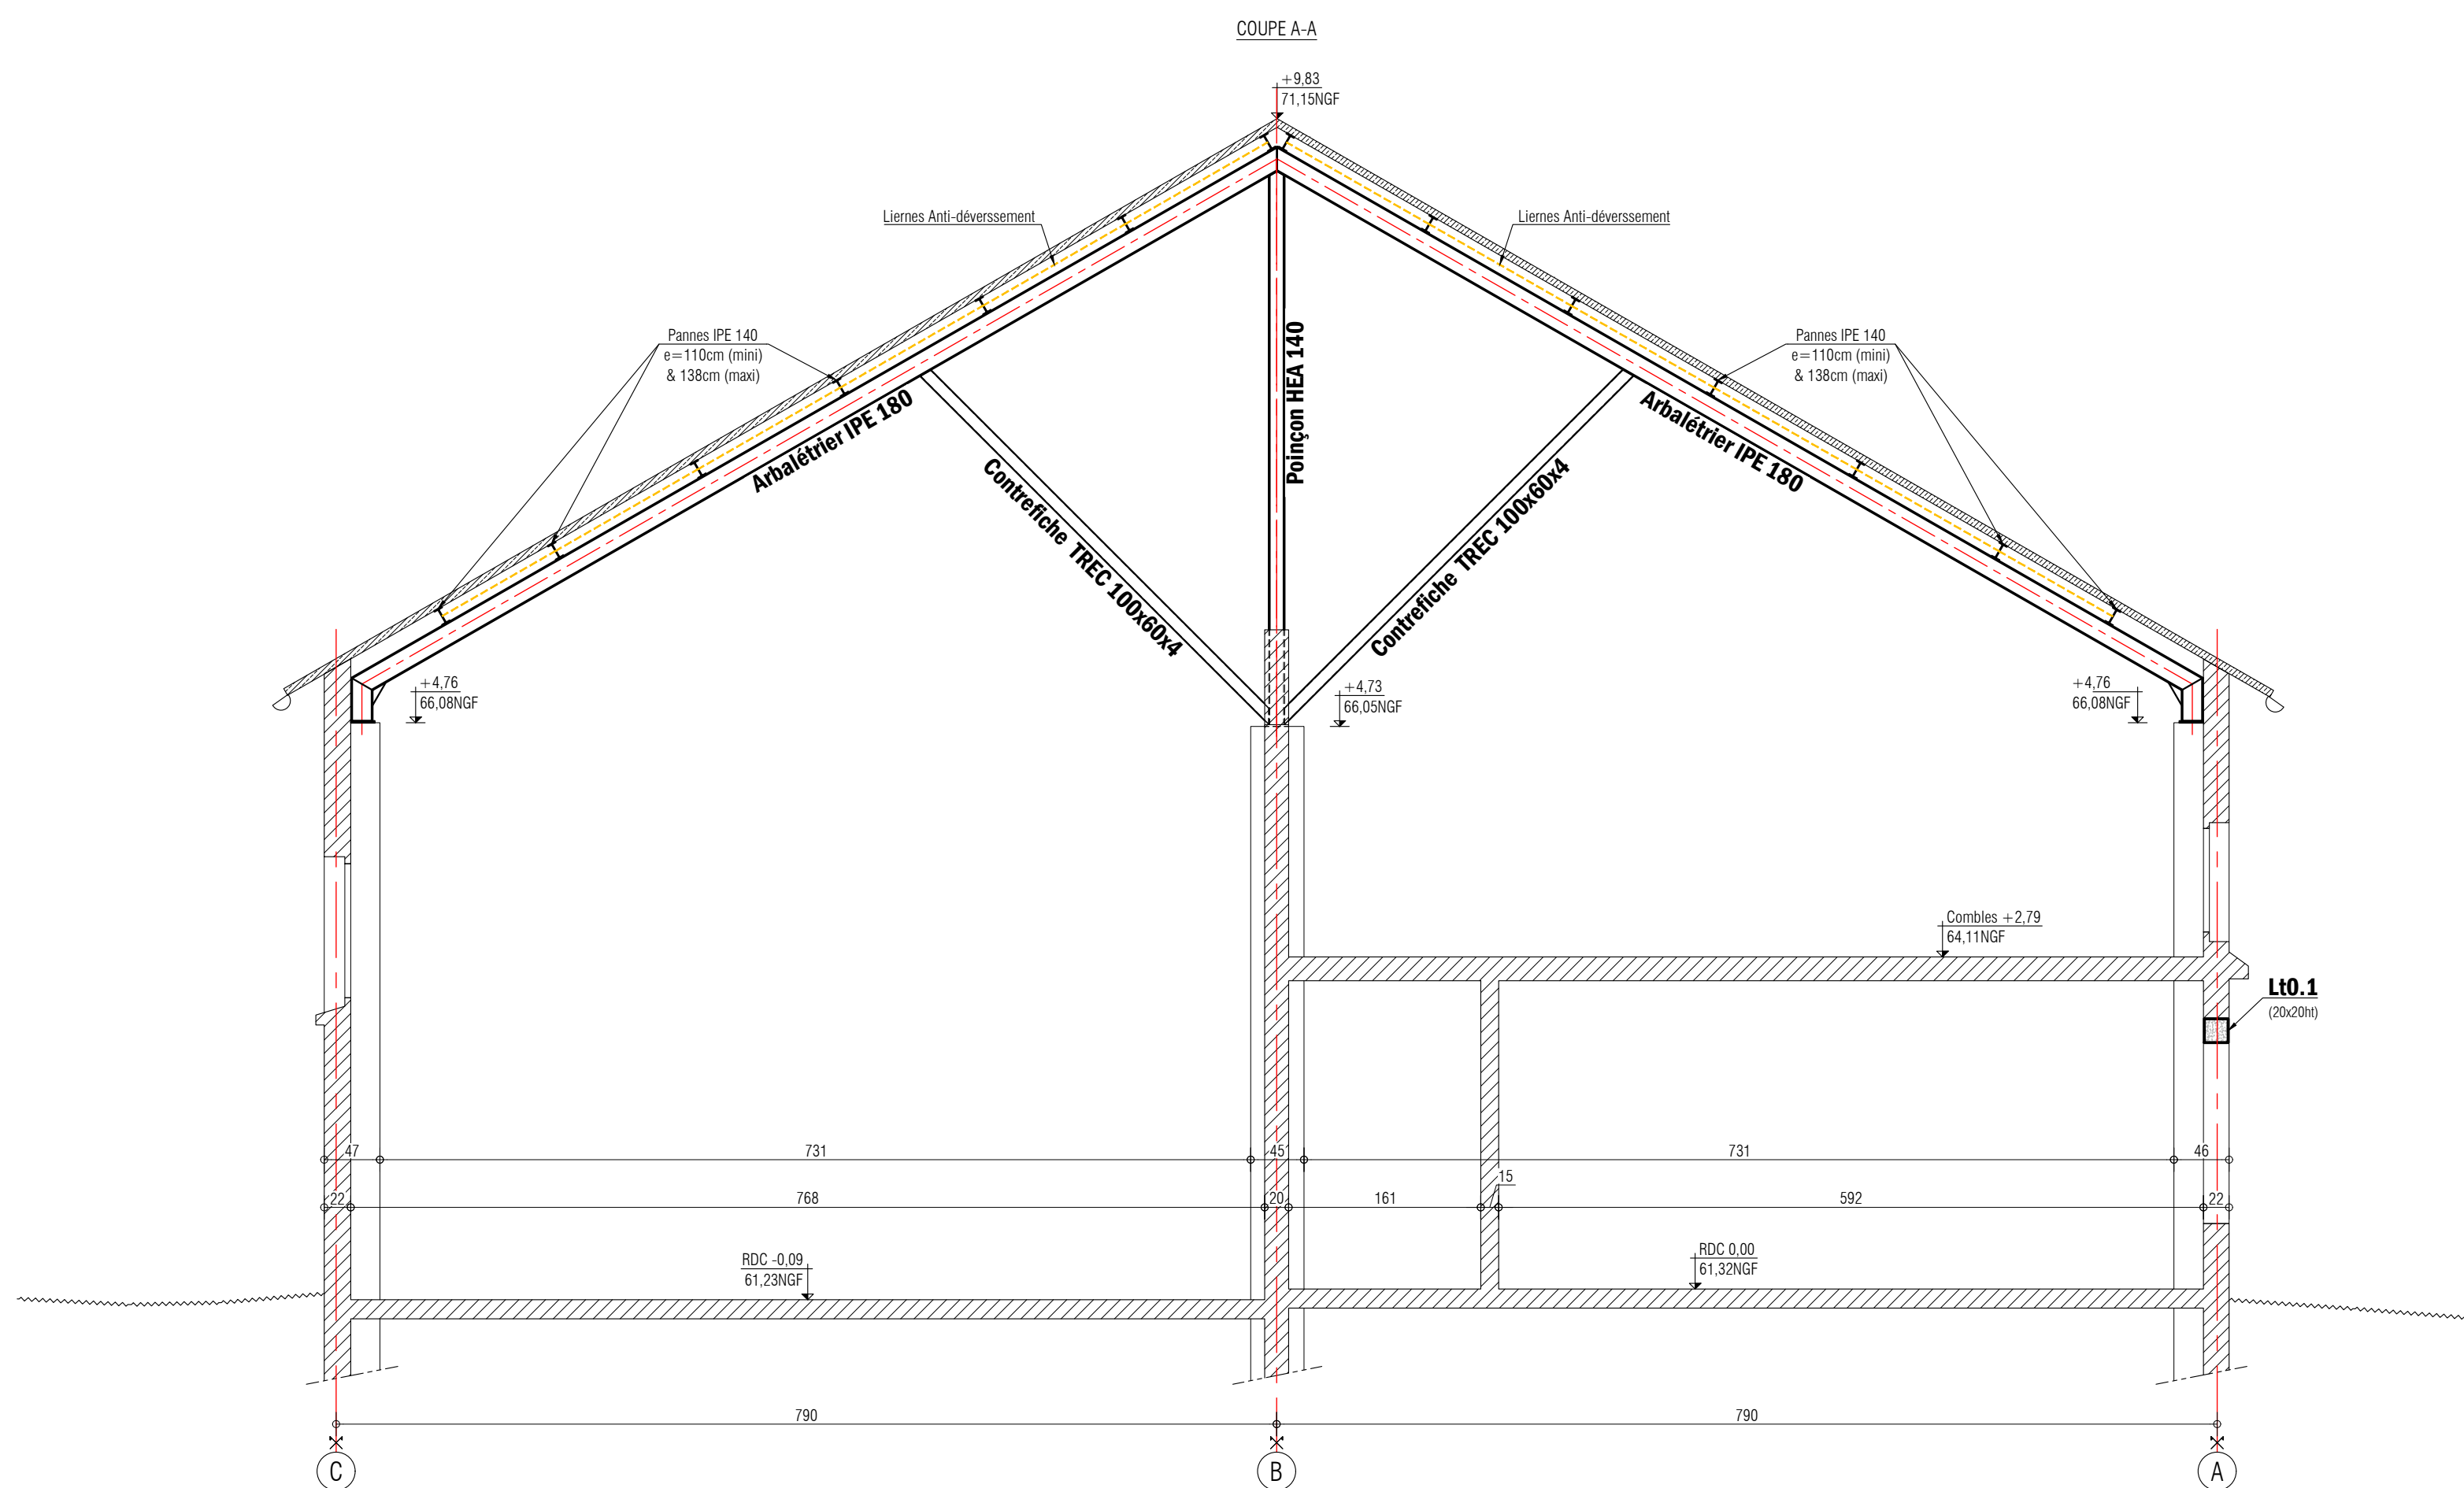 COUPE A-A
+9,83
71,15NGF
Liernes Anti-déverssement
Liernes Anti-déverssement
Pannes IPE 140
e=110cm (mini)
& 138cm (maxi)
Pannes IPE 140
e=110cm (mini)
& 138cm (maxi)
Arbalétrier IPE 180
Contrefiche TREC 100x60x4
Poinçon HEA 140
Contrefiche TREC 100x60x4
Arbalétrier IPE 180
+4,76
66,08NGF
+4,73
66,05NGF
+4,76
66,08NGF
Combles +2,79
64,11NGF
Lt0.1
(20x20ht)
47 731 45 731 46
22 768 20 161 15 592 22
RDC -0,09
61,23NGF
RDC 0,00
61,32NGF
790 790
C B A